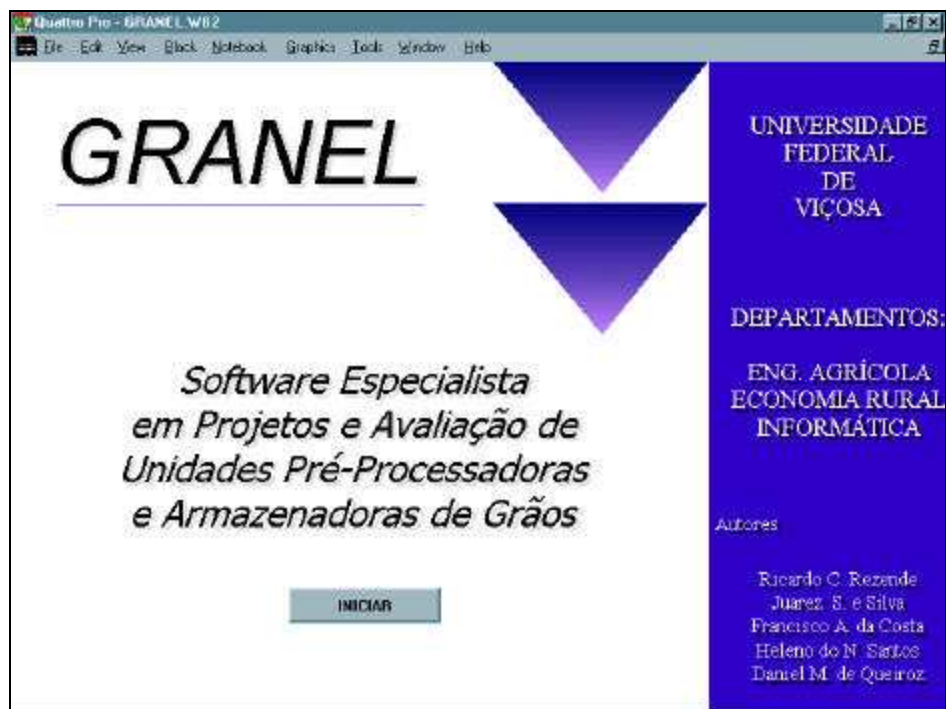 Quattro Pro - GRANEL.WB2
File Edit View Block Notebook Graphics Tools Window Help
GRANEL
Software Especialista
em Projetos e Avaliação de
Unidades Pré-Processadoras
e Armazenadoras de Grãos
INICIAR
UNIVERSIDADE
FEDERAL
DE
VIÇOSA
DEPARTAMENTOS:
ENG. AGRÍCOLA
ECONOMIA RURAL
INFORMÁTICA
Autores
Ricardo C. Rezende
Juarez. S. e Silva
Francisco A. da Costa
Heleno do N. Santos
Daniel M. de Queiroz